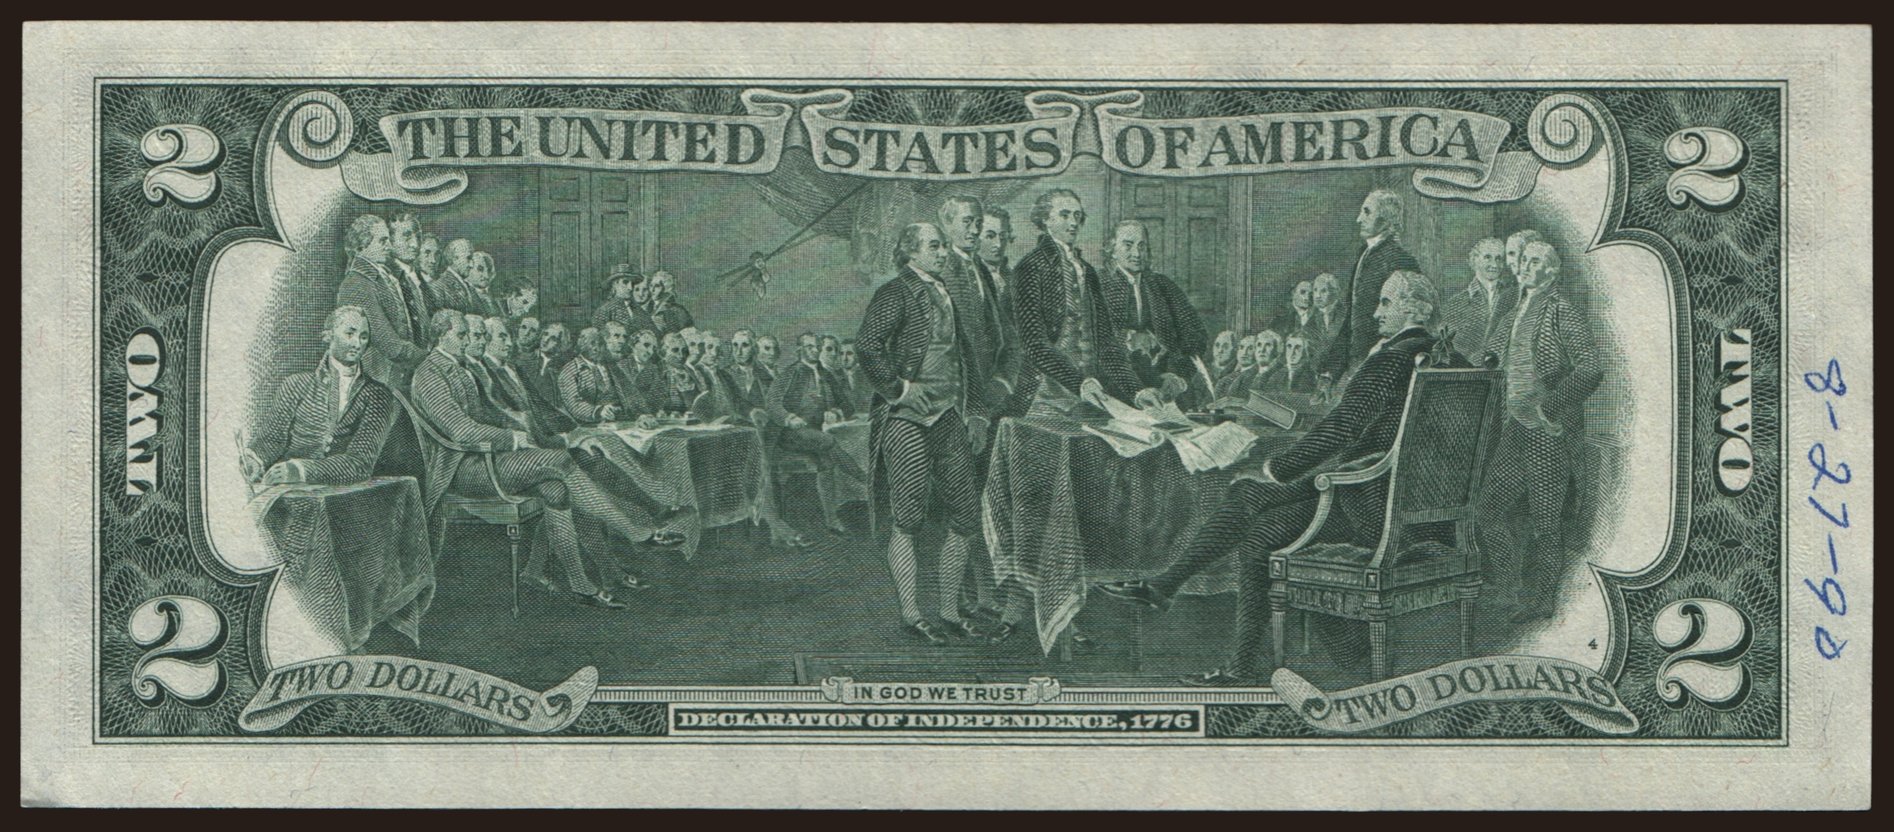 THE UNITED STATES OF AMERICA
2
2
TWO
TWO
8-27-90
2
2
4
TWO DOLLARS
IN GOD WE TRUST
TWO DOLLARS
DECLARATION OF INDEPENDENCE, 1776